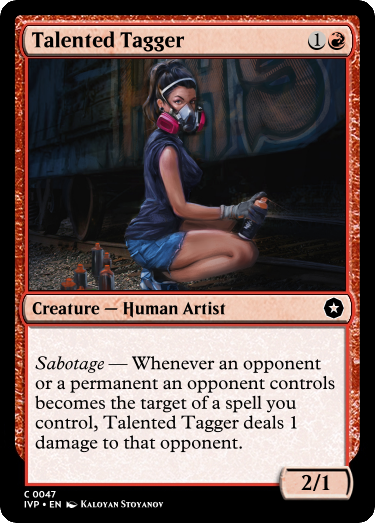 Talented Tagger 1
Creature — Human Artist
Sabotage — Whenever an opponent
or a permanent an opponent controls
becomes the target of a spell you
control, Talented Tagger deals 1
damage to that opponent.
2/1
C 0047
IVP • EN Kaloyan Stoyanov